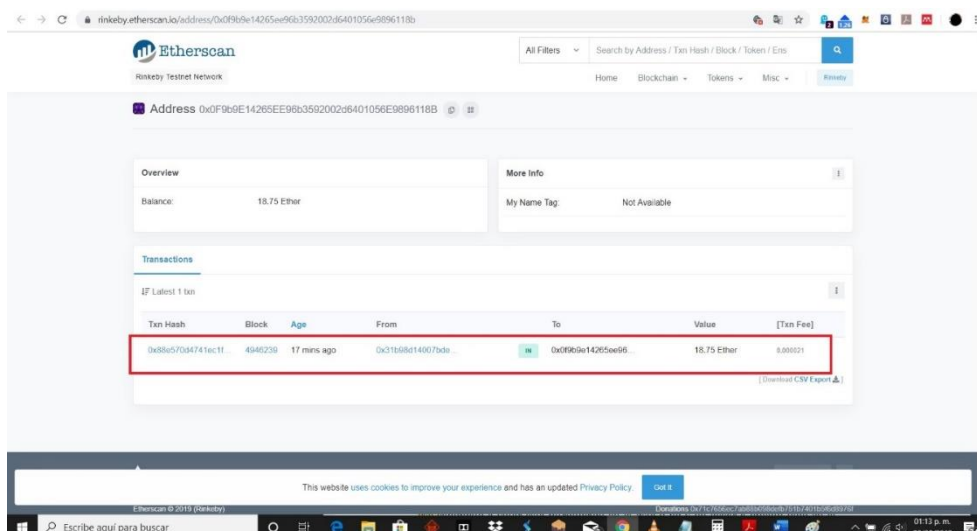 rinkeby.etherscan.io/address/0x0f9b9e14265ee96b3592002d6401056e9896118b
Etherscan
All Filters
Search by Address / Txn Hash / Block / Token / Ens
Rinkeby Testnet Network
Home Blockchain Tokens Misc Rinkeby
Address 0x0F9b9E14265EE96b3592002d6401056E9896118B
Overview
More Info
Balance: 18.75 Ether
My Name Tag: Not Available
Transactions
Latest 1 txn
Txn Hash Block Age From To Value [Txn Fee]
0x88e570d4741ec1f... 4946239 17 mins ago 0x31b98d14007bde... IN 0x0f9b9e14265ee96... 18.75 Ether 0.000021
[ Download CSV Export ]
This website uses cookies to improve your experience and has an updated Privacy Policy. Got It
Etherscan © 2019 (Rinkeby)
Donations
Escribe aquí para buscar
01:13 p. m.